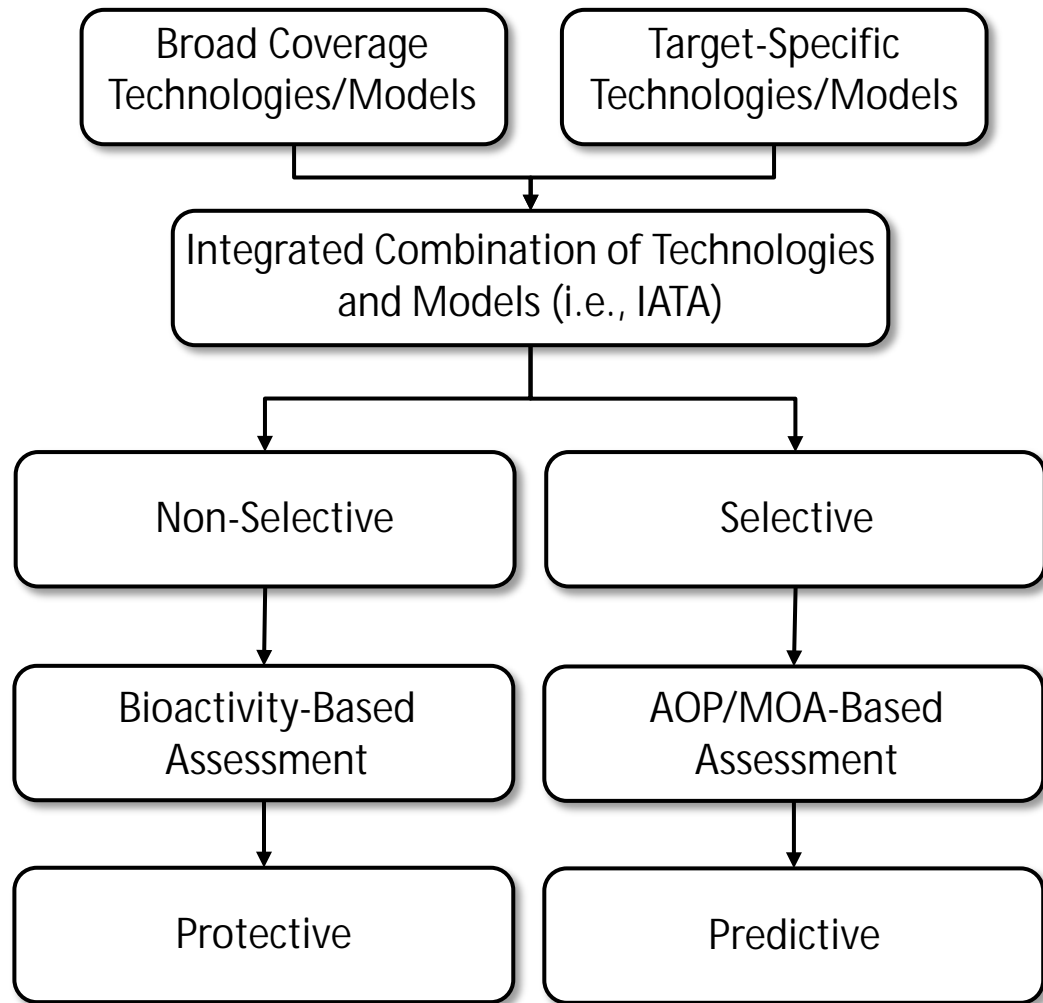 Broad Coverage
Technologies/Models
Target-Specific
Technologies/Models
Integrated Combination of Technologies
and Models (i.e., IATA)
Non-Selective
Selective
Bioactivity-Based
Assessment
AOP/MOA-Based
Assessment
Protective
Predictive